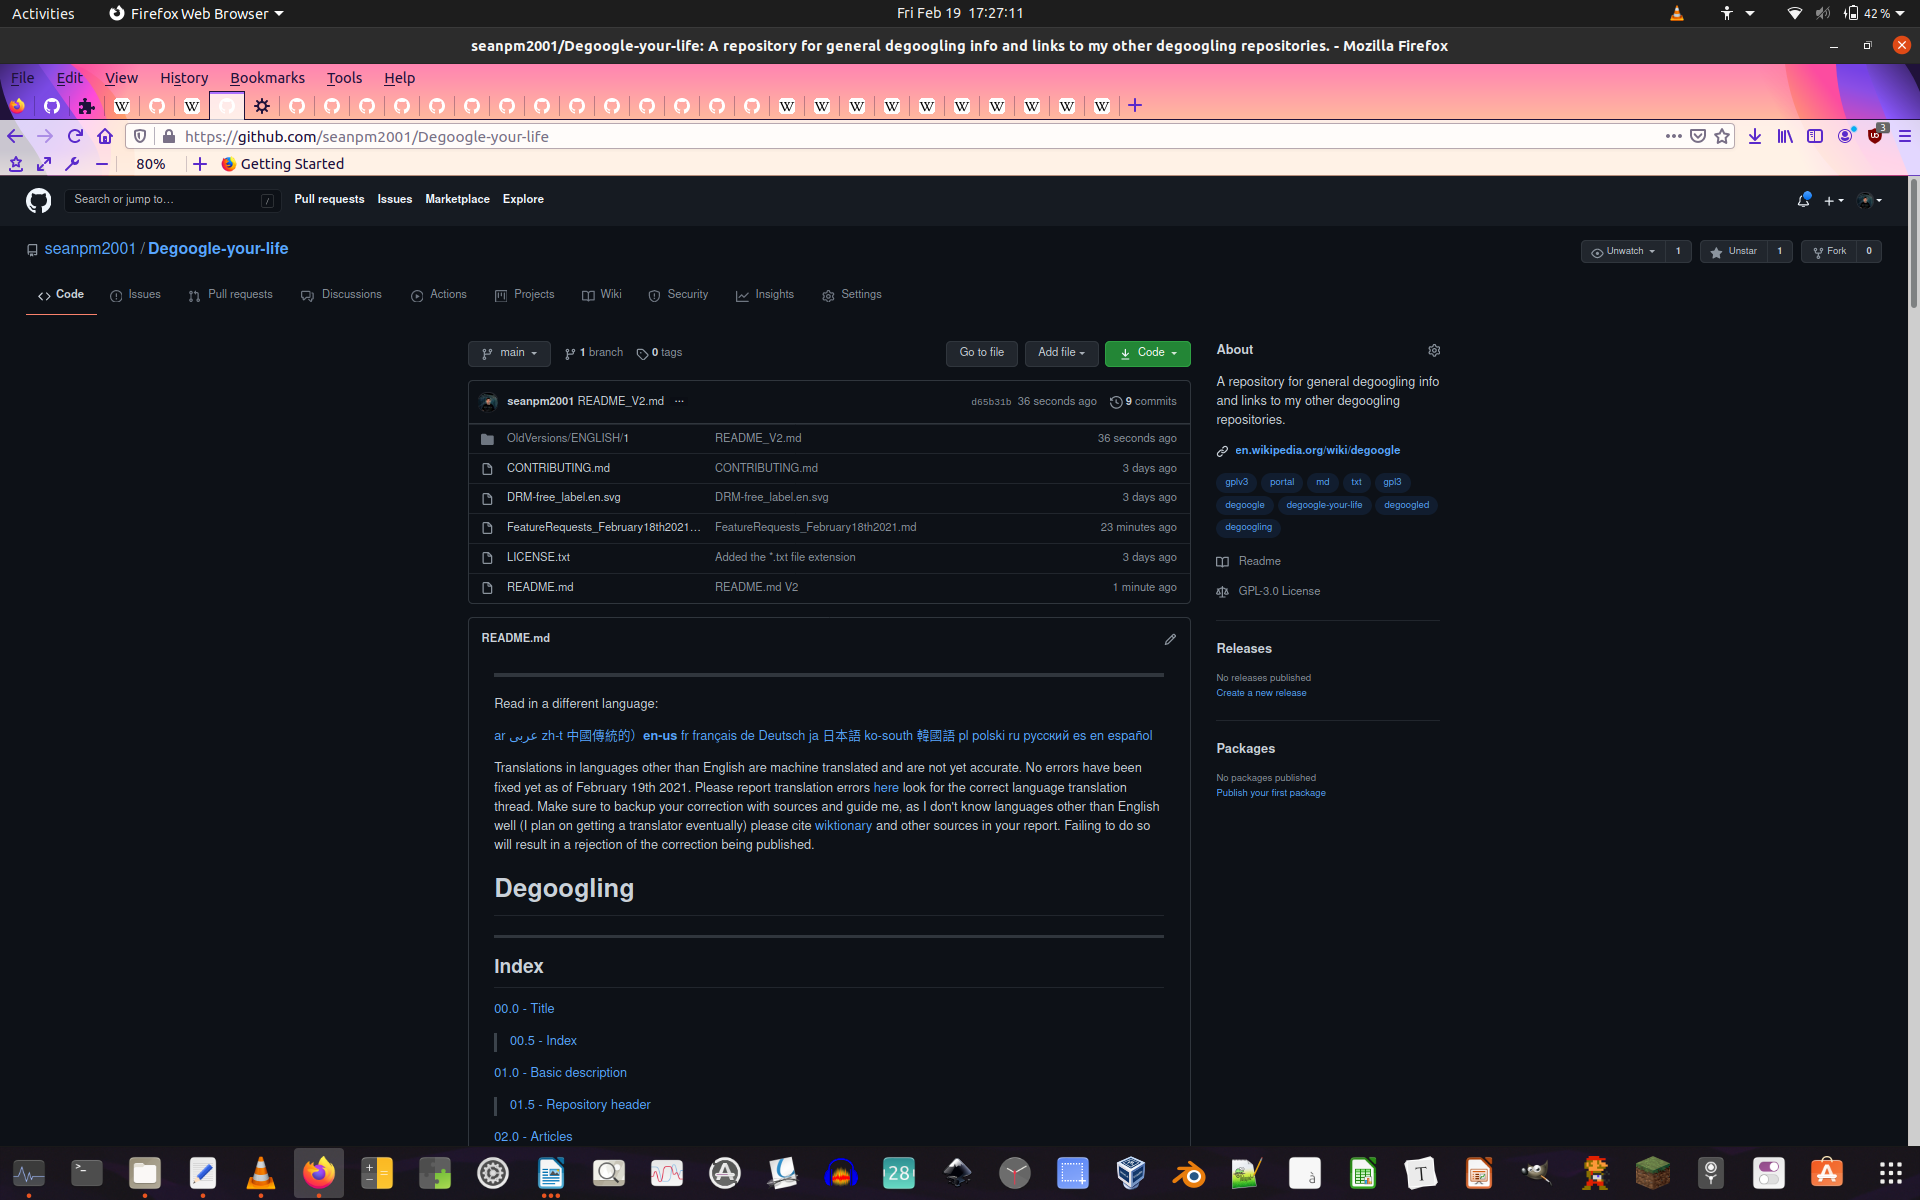 Activities Firefox Web Browser Fri Feb 19 17:27:11 42 %
seanpm2001/Degoogle-your-life: A repository for general degoogling info and links to my other degoogling repositories. - Mozilla Firefox
File Edit View History Bookmarks Tools Help
https://github.com/seanpm2001/Degoogle-your-life 3
80% Getting Started
Search or jump to… / Pull requests Issues Marketplace Explore
seanpm2001 / Degoogle-your-life Unwatch 1 Unstar 1 Fork 0
Code Issues Pull requests Discussions Actions Projects Wiki Security Insights Settings
main 1 branch 0 tags Go to file Add file Code
seanpm2001 README_V2.md ... d65b31b 36 seconds ago 9 commits
OldVersions/ENGLISH/1 README_V2.md 36 seconds ago
CONTRIBUTING.md CONTRIBUTING.md 3 days ago
DRM-free_label.en.svg DRM-free_label.en.svg 3 days ago
FeatureRequests_February18th2021... FeatureRequests_February18th2021.md 23 minutes ago
LICENSE.txt Added the *.txt file extension 3 days ago
README.md README.md V2 1 minute ago
README.md
Read in a different language:
ar عربى zh-t 中國傳統的）en-us fr français de Deutsch ja 日本語 ko-south 韓國語 pl polski ru русский es en español
Translations in languages other than English are machine translated and are not yet accurate. No errors have been
fixed yet as of February 19th 2021. Please report translation errors here look for the correct language translation
thread. Make sure to backup your correction with sources and guide me, as I don't know languages other than English
well (I plan on getting a translator eventually) please cite wiktionary and other sources in your report. Failing to do so
will result in a rejection of the correction being published.
Degoogling
Index
00.0 - Title
00.5 - Index
01.0 - Basic description
01.5 - Repository header
02.0 - Articles
About
A repository for general degoogling info
and links to my other degoogling
repositories.
en.wikipedia.org/wiki/degoogle
gplv3 portal md txt gpl3
degoogle degoogle-your-life degoogled
degoogling
Readme
GPL-3.0 License
Releases
No releases published
Create a new release
Packages
No packages published
Publish your first package
28